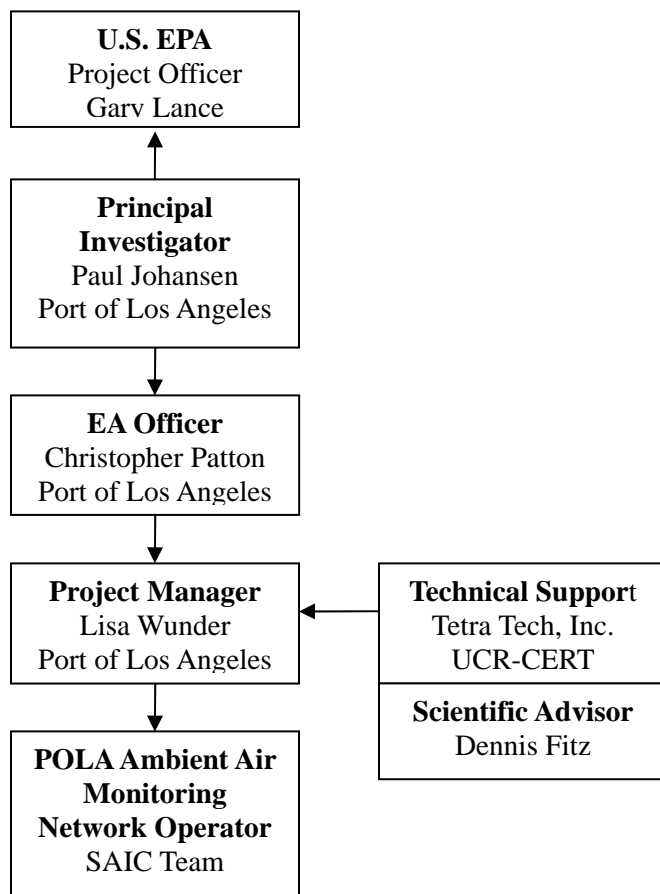 U.S. EPA
Project Officer
Garv Lance
Principal
Investigator
Paul Johansen
Port of Los Angeles
EA Officer
Christopher Patton
Port of Los Angeles
Project Manager
Lisa Wunder
Port of Los Angeles
Technical Support
Tetra Tech, Inc.
UCR-CERT
Scientific Advisor
Dennis Fitz
POLA Ambient Air
Monitoring
Network Operator
SAIC Team